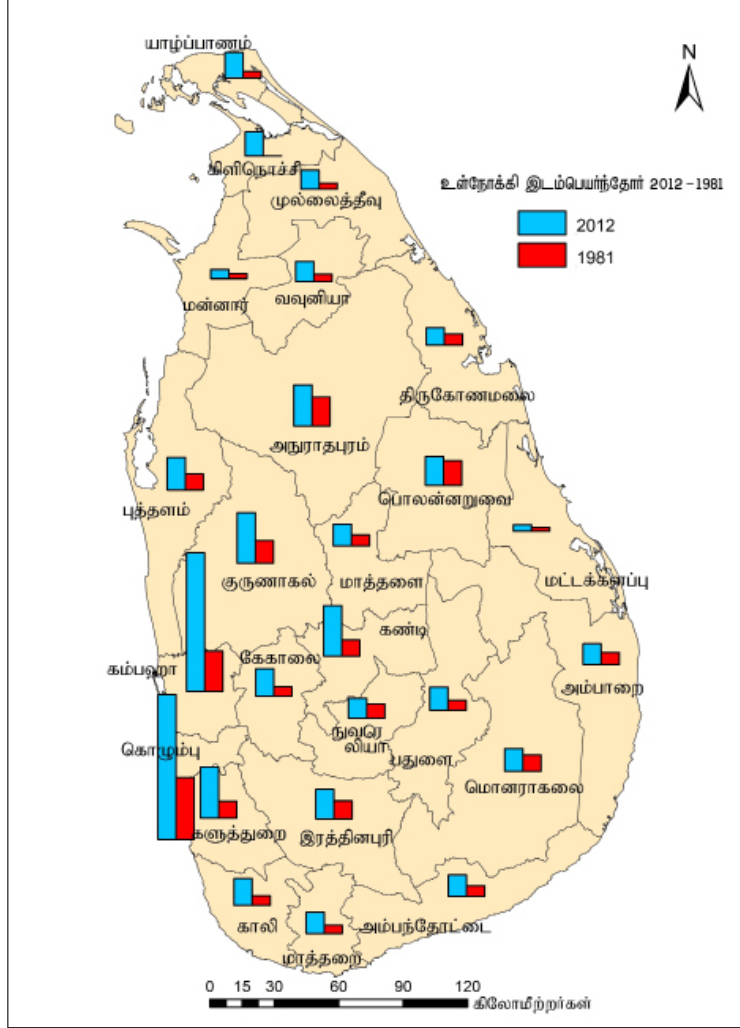 யாழ்ப்பாணம்
N
கிளிநொச்சி
உள்நோக்கி இடம்பெயர்ந்தோர் 2012 -1981
முல்லைத்தீவு
2012
1981
மன்னார்
வவுனியா
திருகோணமலை
அநுராதபுரம்
புத்தளம்
பொலன்னறுவை
குருணாகல்
மாத்தளை
மட்டக்களப்பு
கண்டி
கேகாலை
கம்பஹா
அம்பாறை
நுவரெ
லியா
கொழும்பு
பதுளை
மொனராகலை
களுத்துறை
இரத்தினபுரி
காலி
அம்பந்தோட்டை
மாத்தறை
0 15 30 60 90 120
கிலோமீற்றர்கள்